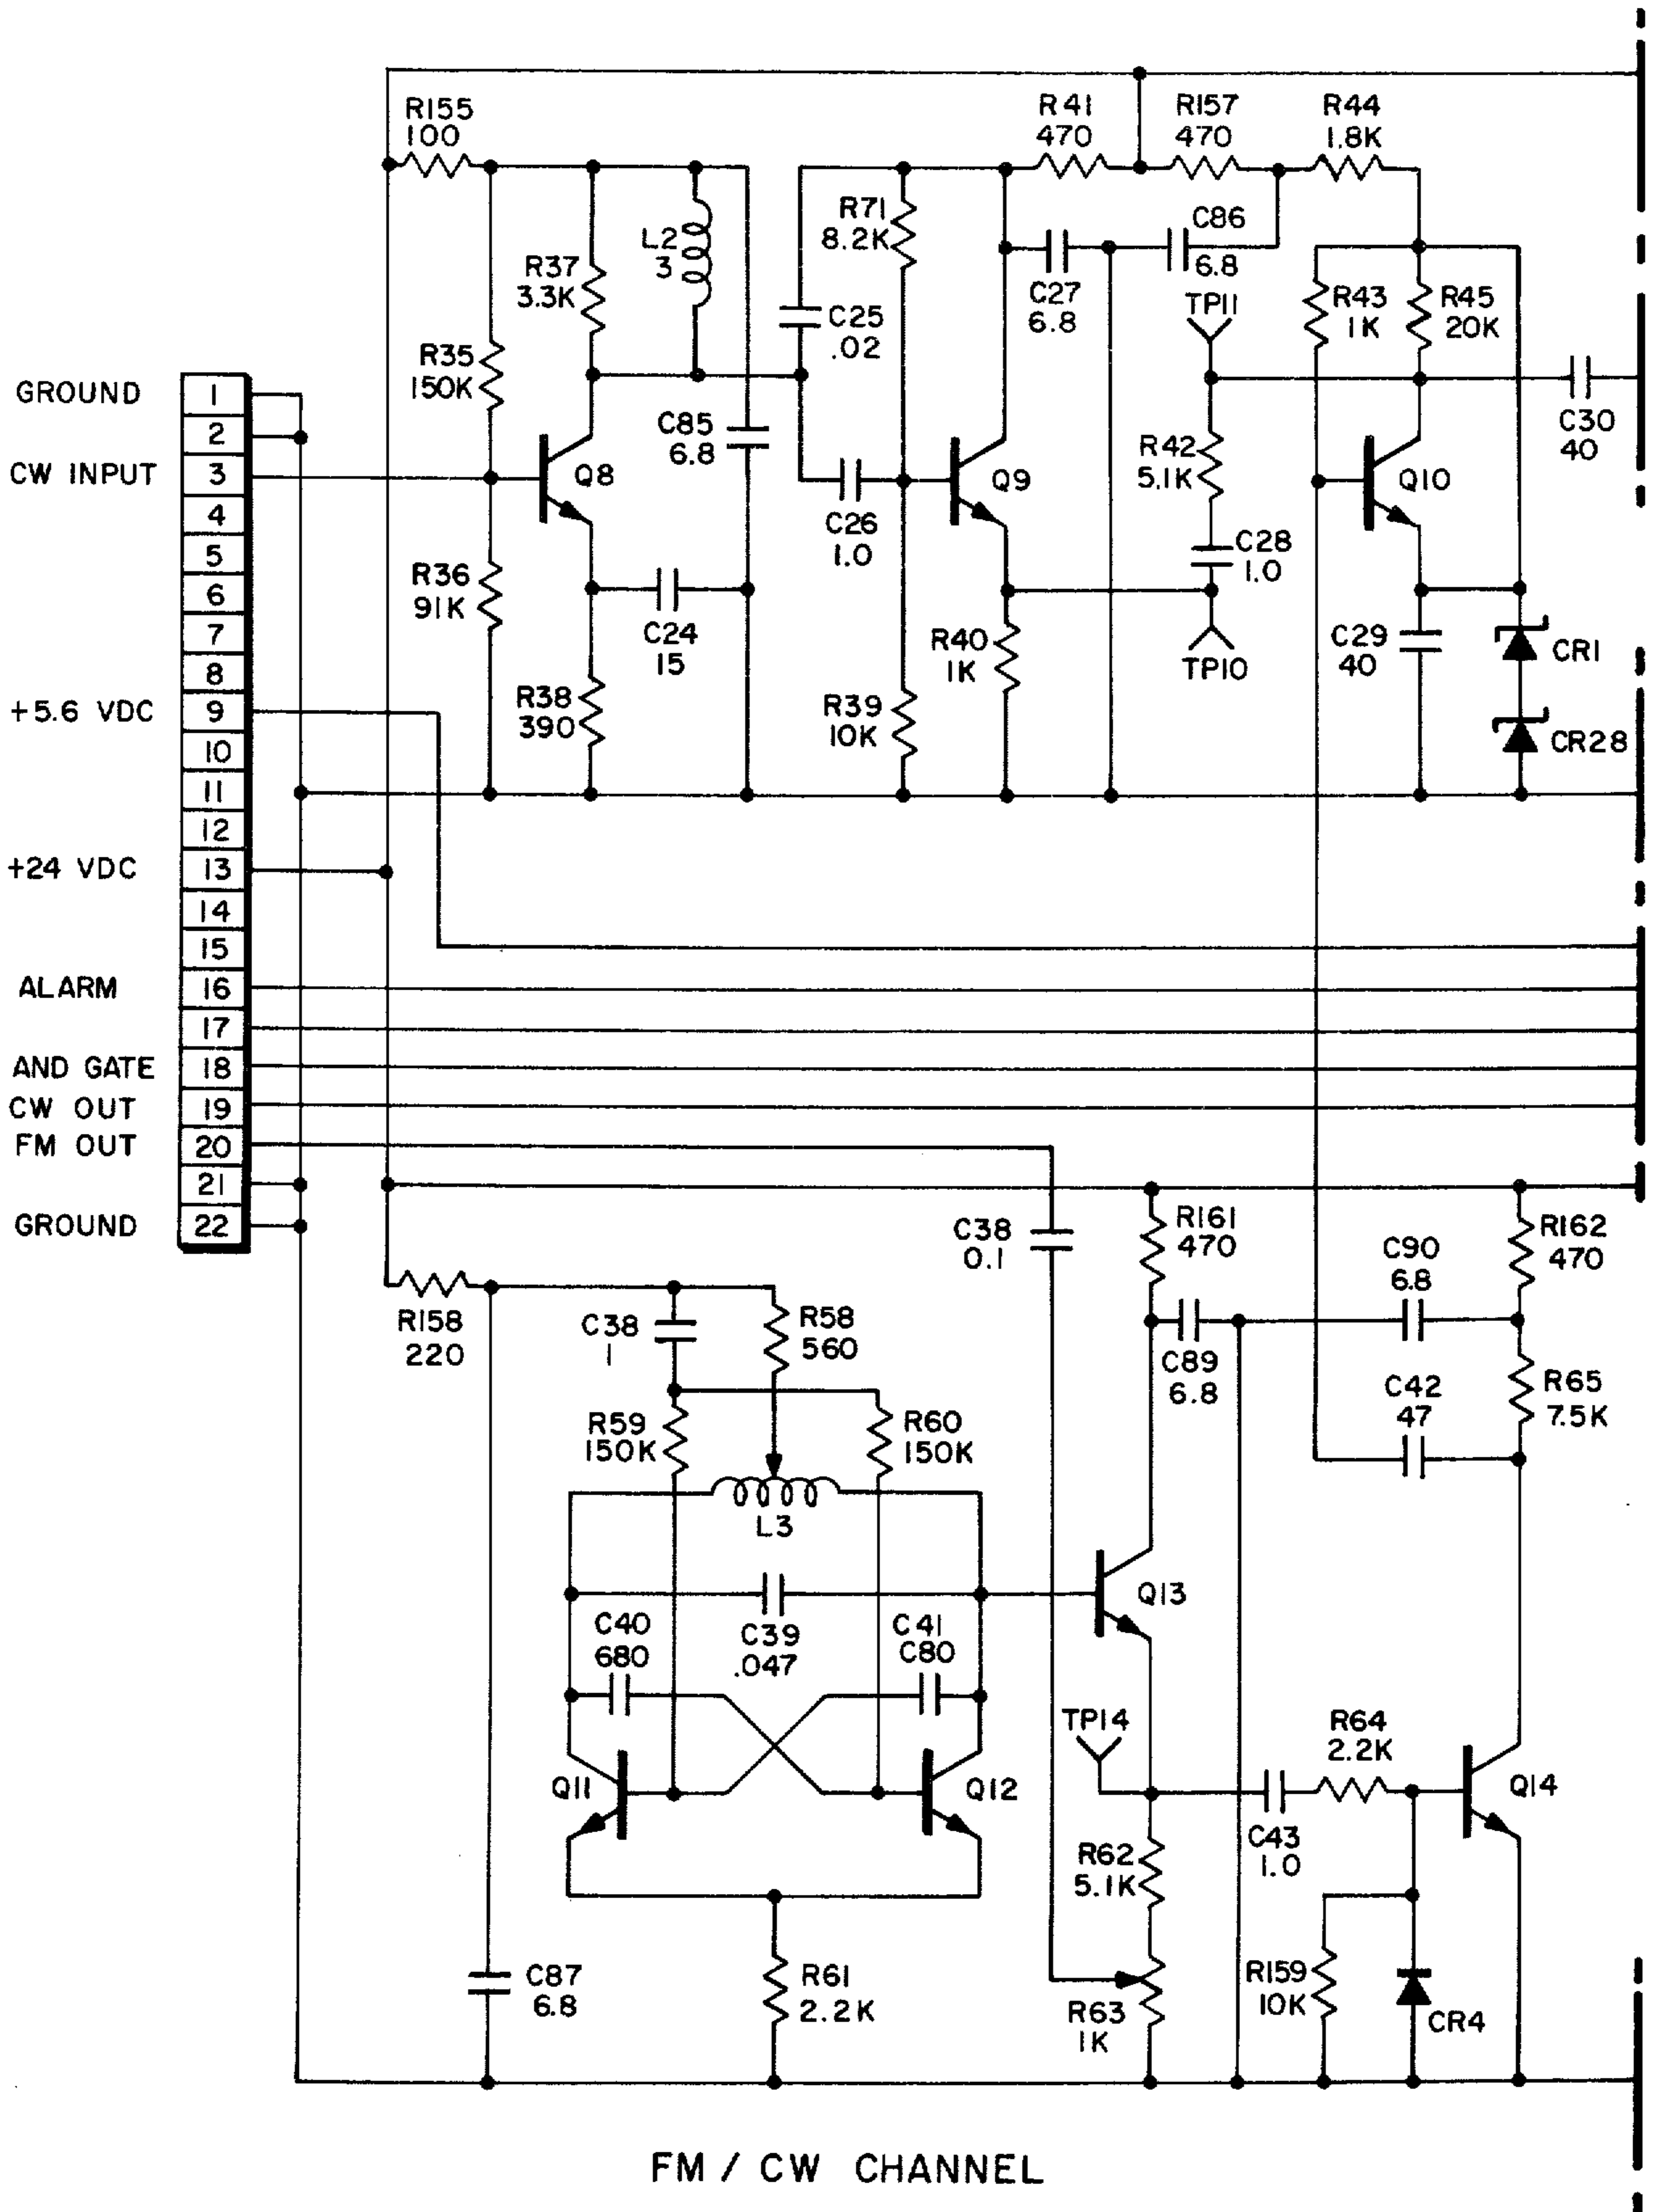 R155
100
R41
470
R157
470
R44
1.8K
R71
8.2K
C86
6.8
L2
3
R37
3.3K
C27
6.8
TP11
R43
1K
R45
20K
C25
.02
R35
150K
C85
6.8
R42
5.1K
C30
40
Q8
Q9
Q10
C26
1.0
C28
1.0
R36
91K
C24
15
R40
1K
TP10
C29
40
CR1
R38
390
R39
10K
CR28
GROUND 1
2
CW INPUT 3
4
5
6
7
8
+5.6 VDC 9
10
11
12
+24 VDC 13
14
15
ALARM 16
17
AND GATE 18
CW OUT 19
FM OUT 20
21
GROUND 22
C38
0.1
R161
470
C90
6.8
R162
470
R158
220
C38
1
R58
560
C89
6.8
C42
47
R65
7.5K
R59
150K
R60
150K
L3
Q13
C40
680
C39
.047
C41
C80
TP14
R64
2.2K
Q11
Q12
Q14
C43
1.0
R62
5.1K
C87
6.8
R61
2.2K
R63
1K
R159
10K
CR4
FM / CW CHANNEL